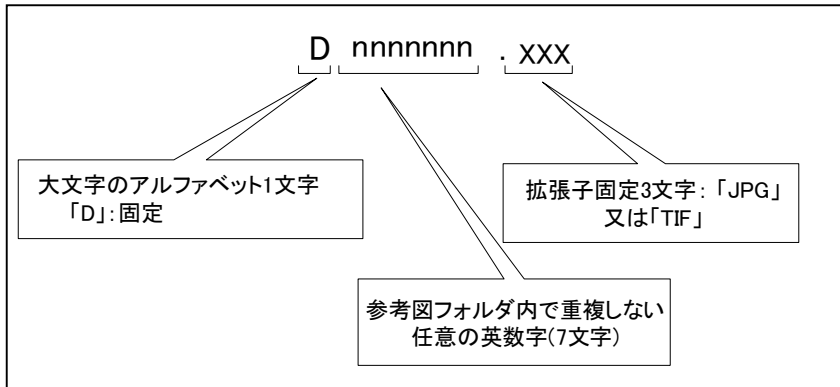 D nnnnnnn . XXX
大文字のアルファベット1文字
「D」:固定
拡張子固定3文字:「JPG」
又は「TIF」
参考図フォルダ内で重複しない
任意の英数字(7文字)